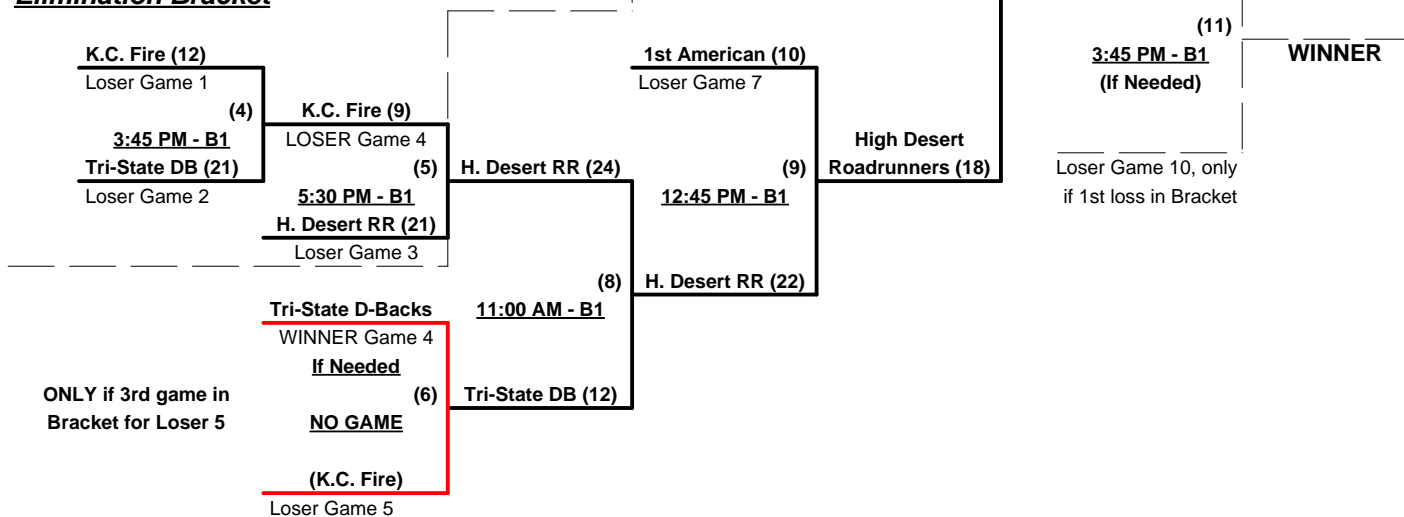 Elimination Bracket
K.C. Fire (12)
Loser Game 1
(4)
3:45 PM - B1
Tri-State DB (21)
Loser Game 2
K.C. Fire (9)
LOSER Game 4
(5)
5:30 PM - B1
H. Desert RR (21)
Loser Game 3
H. Desert RR (24)
Tri-State D-Backs
WINNER Game 4
If Needed
(6)
NO GAME
(K.C. Fire)
Loser Game 5
ONLY if 3rd game in
Bracket for Loser 5
(8)
11:00 AM - B1
Tri-State DB (12)
1st American (10)
Loser Game 7
(9)
12:45 PM - B1
H. Desert RR (22)
High Desert
Roadrunners (18)
(11)
3:45 PM - B1
(If Needed)
WINNER
Loser Game 10, only
if 1st loss in Bracket